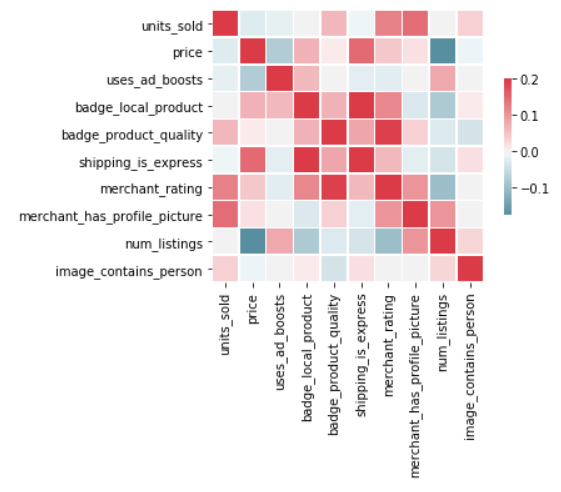 units_sold
price
uses_ad_boosts
badge_local_product
badge_product_quality
shipping_is_express
merchant_rating
merchant_has_profile_picture
num_listings
image_contains_person
units_sold
price
uses_ad_boosts
badge_local_product
badge_product_quality
shipping_is_express
merchant_rating
merchant_has_profile_picture
num_listings
image_contains_person
0.2
0.1
0.0
−0.1